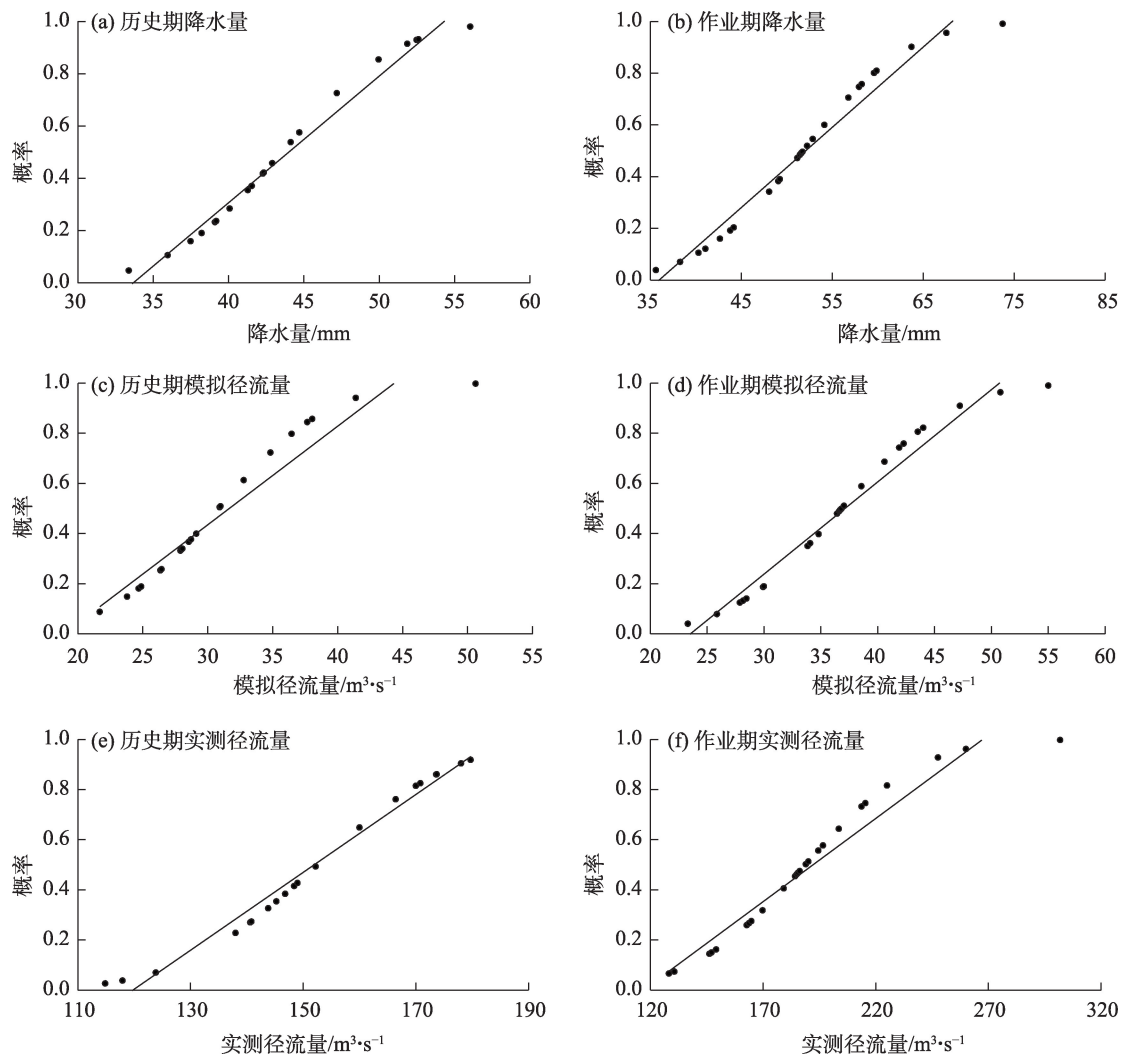 (a) 历史期降水量
1.0
0.8
0.6
0.4
0.2
0.0
概率
30 35 40 45 50 55 60
降水量/mm
(b) 作业期降水量
1.0
0.8
0.6
0.4
0.2
0.0
概率
35 45 55 65 75 85
降水量/mm
(c) 历史期模拟径流量
1.0
0.8
0.6
0.4
0.2
0.0
概率
20 25 30 35 40 45 50 55
模拟径流量/m³•s⁻¹
(d) 作业期模拟径流量
1.0
0.8
0.6
0.4
0.2
0.0
概率
20 25 30 35 40 45 50 55 60
模拟径流量/m³•s⁻¹
(e) 历史期实测径流量
1.0
0.8
0.6
0.4
0.2
0.0
概率
110 130 150 170 190
实测径流量/m³•s⁻¹
(f) 作业期实测径流量
1.0
0.8
0.6
0.4
0.2
0.0
概率
120 170 220 270 320
实测径流量/m³•s⁻¹